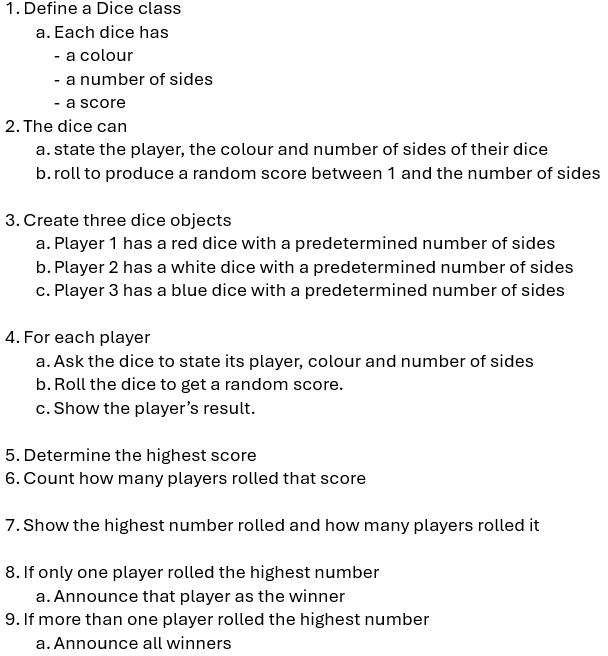 1. Define a Dice class
a. Each dice has
- a colour
- a number of sides
- a score
2. The dice can
a. state the player, the colour and number of sides of their dice
b. roll to produce a random score between 1 and the number of sides
3. Create three dice objects
a. Player 1 has a red dice with a predetermined number of sides
b. Player 2 has a white dice with a predetermined number of sides
c. Player 3 has a blue dice with a predetermined number of sides
4. For each player
a. Ask the dice to state its player, colour and number of sides
b. Roll the dice to get a random score.
c. Show the player’s result.
5. Determine the highest score
6. Count how many players rolled that score
7. Show the highest number rolled and how many players rolled it
8. If only one player rolled the highest number
a. Announce that player as the winner
9. If more than one player rolled the highest number
a. Announce all winners